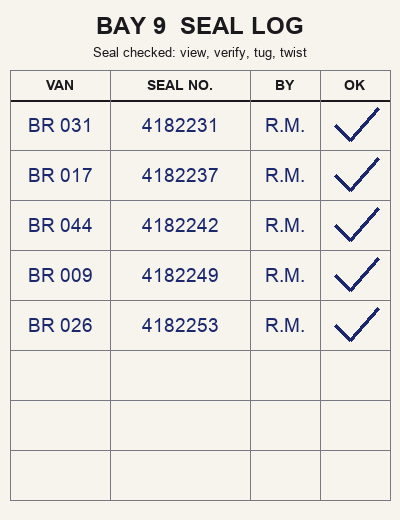 BAY 9 SEAL LOG
Seal checked: view, verify, tug, twist
VAN SEAL NO. BY OK
BR 031 4182231 R.M.
BR 017 4182237 R.M.
BR 044 4182242 R.M.
BR 009 4182249 R.M.
BR 026 4182253 R.M.